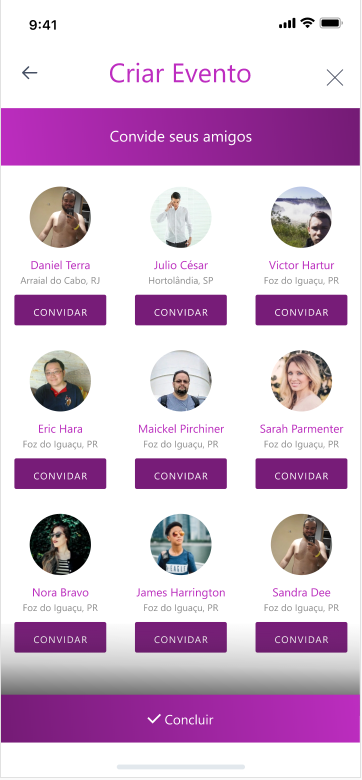 9:41
Criar Evento
Convide seus amigos
Daniel Terra
Arraial do Cabo, RJ
CONVIDAR
Julio César
Hortolândia, SP
CONVIDAR
Victor Hartur
Foz do Iguaçu, PR
CONVIDAR
Eric Hara
Foz do Iguaçu, PR
CONVIDAR
Maickel Pirchiner
Foz do Iguaçu, PR
CONVIDAR
Sarah Parmenter
Foz do Iguaçu, PR
CONVIDAR
Nora Bravo
Foz do Iguaçu, PR
CONVIDAR
James Harrington
Foz do Iguaçu, PR
CONVIDAR
Sandra Dee
Foz do Iguaçu, PR
CONVIDAR
Concluir